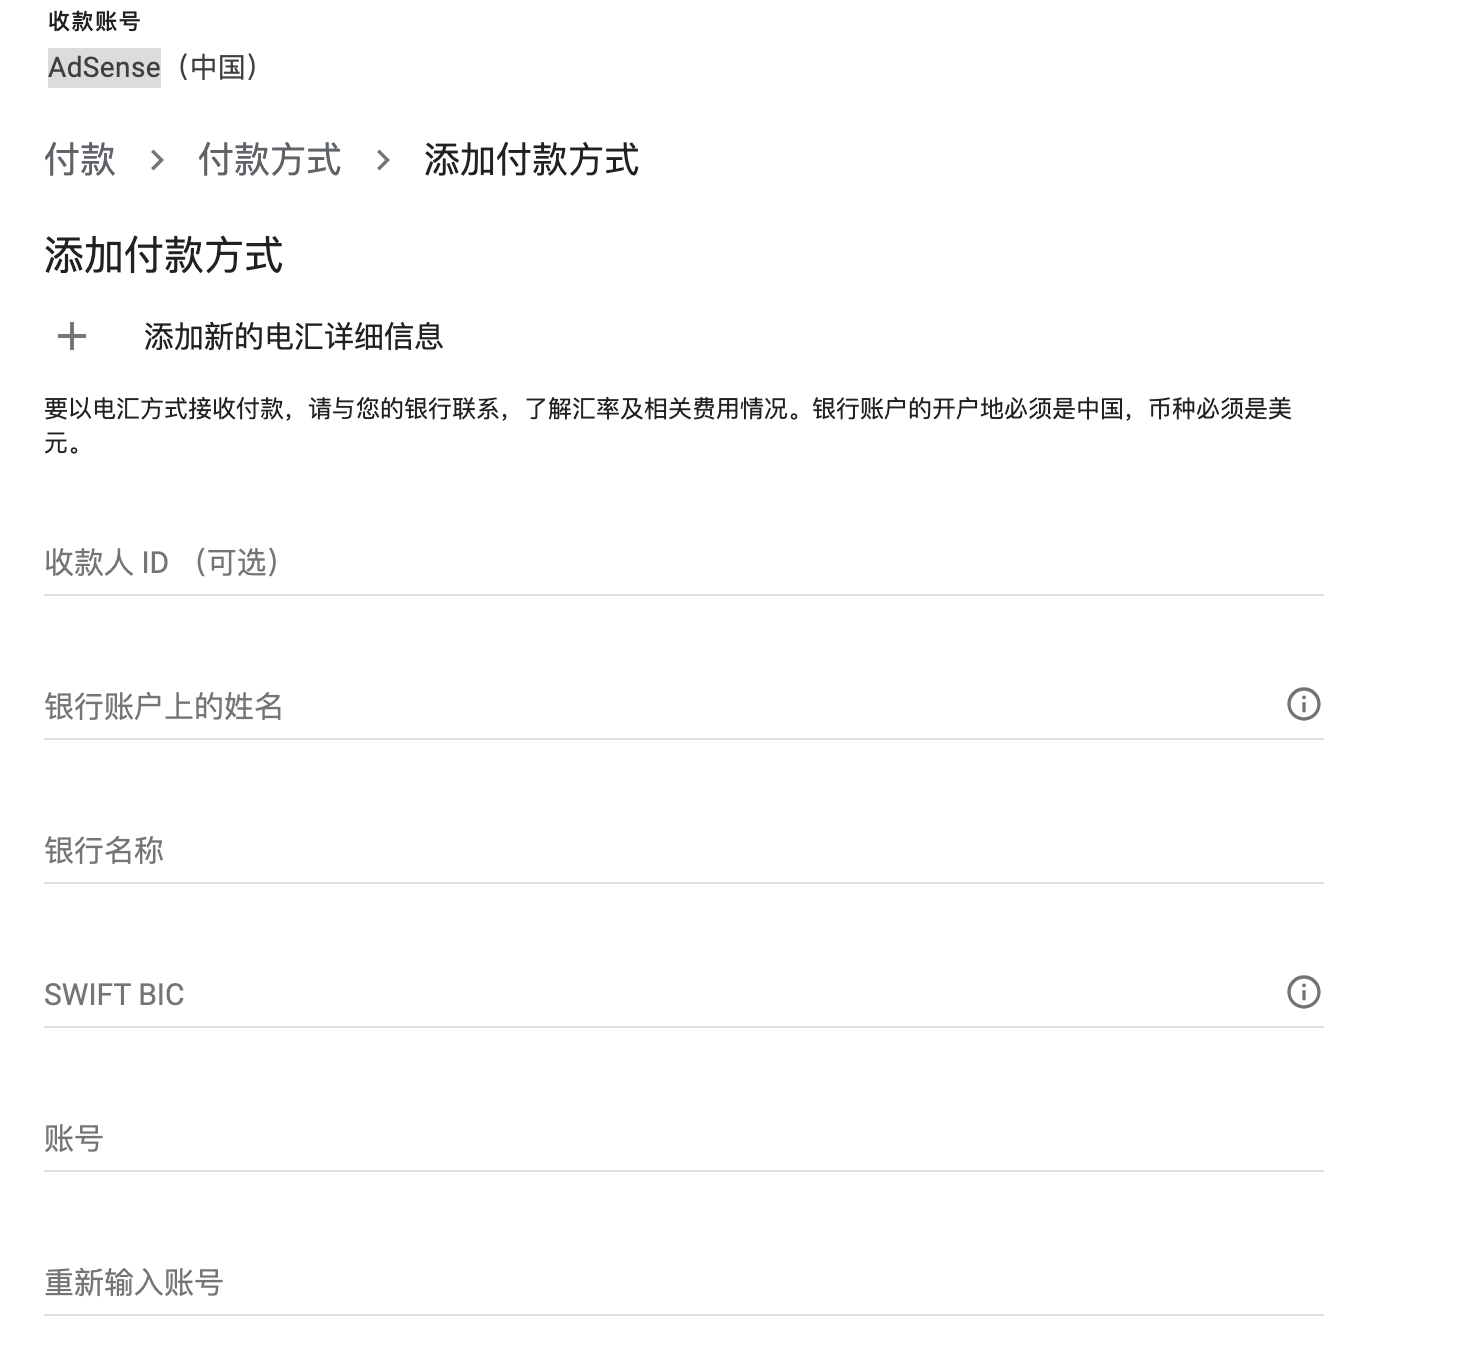 收款账号
AdSense（中国）
付款 > 付款方式 > 添加付款方式
添加付款方式
+ 添加新的电汇详细信息
要以电汇方式接收付款，请与您的银行联系，了解汇率及相关费用情况。银行账户的开户地必须是中国，币种必须是美
元。
收款人 ID （可选）
银行账户上的姓名
银行名称
SWIFT BIC
账号
重新输入账号